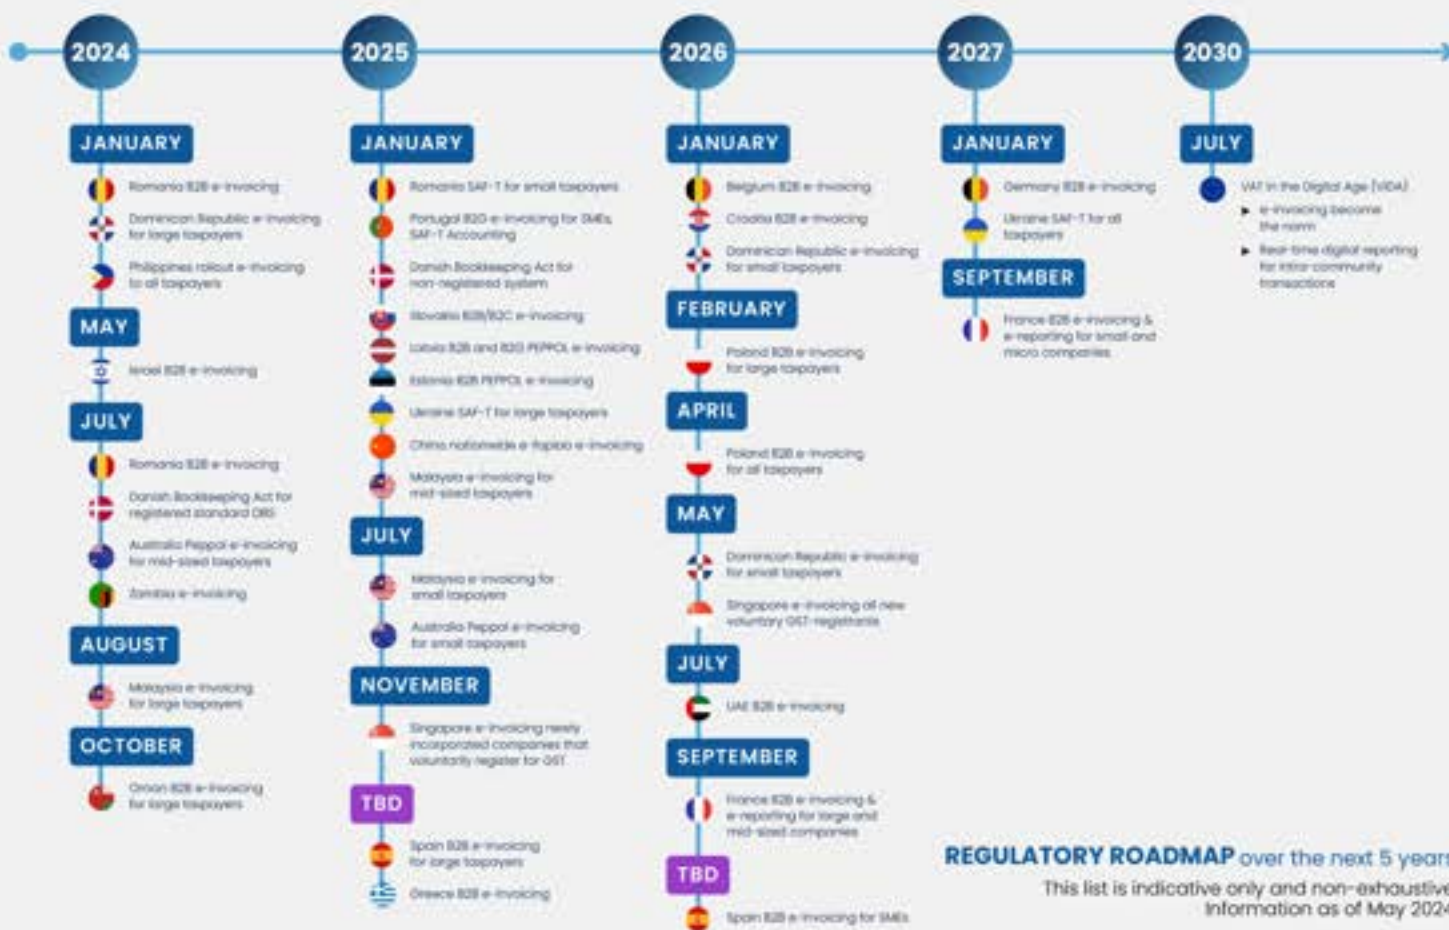 2024
JANUARY
Romania B2B e-invoicing
Dominican Republic e-invoicing
for large taxpayers
Philippines rollout e-invoicing
to all taxpayers
MAY
Israel B2B e-invoicing
JULY
Romania B2B e-invoicing
Danish Bookkeeping Act for
registered standard DBS
Australia Peppol e-invoicing
for mid-sized taxpayers
Zambia e-invoicing
AUGUST
Malaysia e-invoicing
for large taxpayers
OCTOBER
Oman B2B e-invoicing
for large taxpayers
2025
JANUARY
Romania SAF-T for small taxpayers
Portugal B2G e-invoicing for SMEs,
SAF-T Accounting
Danish Bookkeeping Act for
non-registered system
Slovakia B2B/B2C e-invoicing
Latvia B2B and B2G PEPPOL e-invoicing
Estonia B2B PEPPOL e-invoicing
Ukraine SAF-T for large taxpayers
China nationwide e-fapiao e-invoicing
Malaysia e-invoicing for
mid-sized taxpayers
JULY
Malaysia e-invoicing for
small taxpayers
Australia Peppol e-invoicing
for small taxpayers
NOVEMBER
Singapore e-invoicing newly
incorporated companies that
voluntarily register for GST
TBD
Spain B2B e-invoicing
for large taxpayers
Greece B2B e-invoicing
2026
JANUARY
Belgium B2B e-invoicing
Croatia B2B e-invoicing
Dominican Republic e-invoicing
for small taxpayers
FEBRUARY
Poland B2B e-invoicing
for large taxpayers
APRIL
Poland B2B e-invoicing
for all taxpayers
MAY
Dominican Republic e-invoicing
for small taxpayers
Singapore e-invoicing all new
voluntary GST-registrants
JULY
UAE B2B e-invoicing
SEPTEMBER
France B2B e-invoicing &
e-reporting for large and
mid-sized companies
TBD
Spain B2B e-invoicing for SMEs
2027
JANUARY
Germany B2B e-invoicing
Ukraine SAF-T for all
taxpayers
SEPTEMBER
France B2B e-invoicing &
e-reporting for small and
micro companies
2030
JULY
VAT in the Digital Age (ViDA)
e-invoicing become
the norm
Real-time digital reporting
for intra-community
transactions
REGULATORY ROADMAP over the next 5 years
This list is indicative only and non-exhaustive
Information as of May 2024